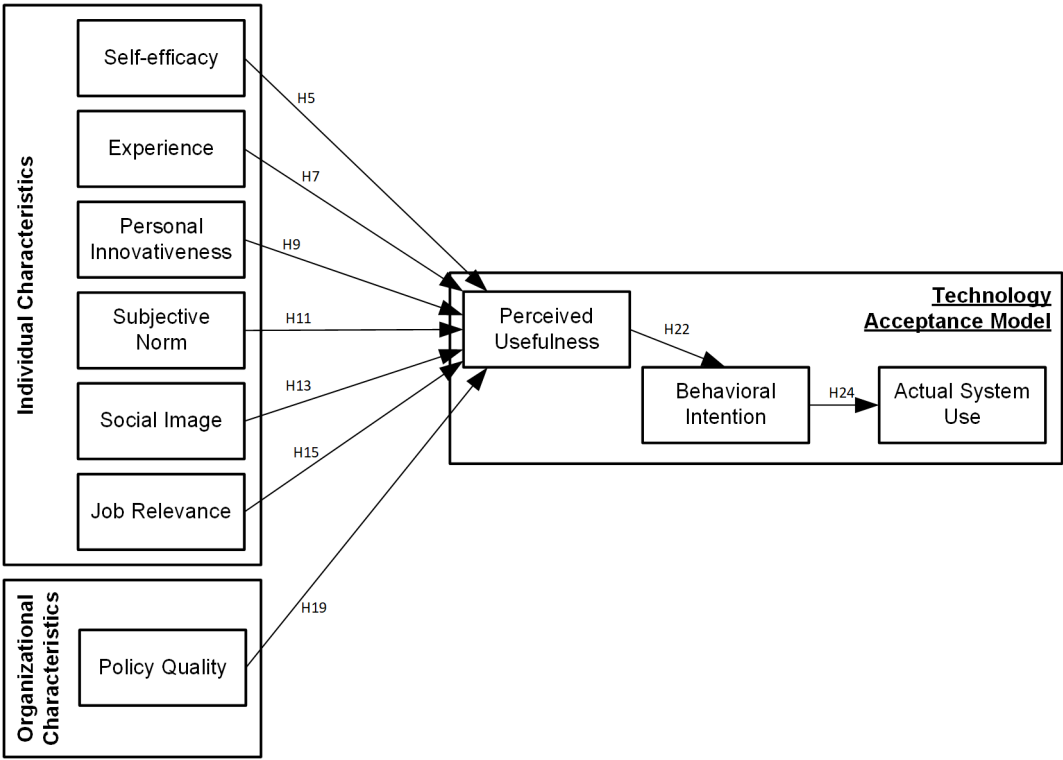 Individual Characteristics
Self-efficacy
Experience
Personal
Innovativeness
Subjective
Norm
Social Image
Job Relevance
H5
H7
H9
H11
H13
H15
H19
Organizational
Characteristics
Policy Quality
Technology
Acceptance Model
Perceived
Usefulness
H22
Behavioral
Intention
H24
Actual System
Use